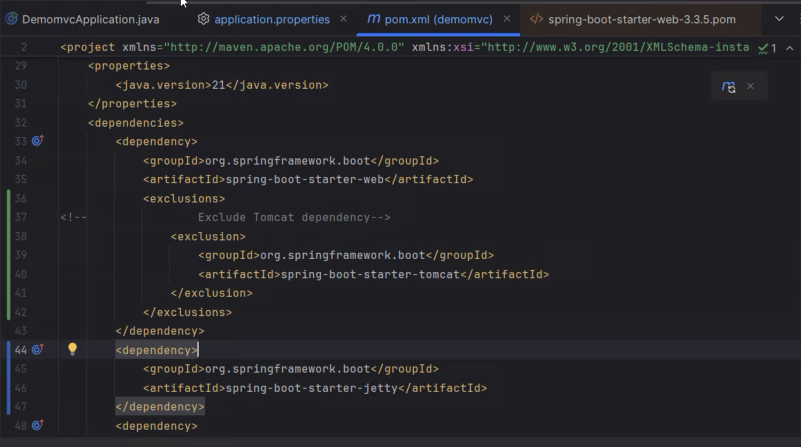 DemomvcApplication.java application.properties pom.xml (demomvc) spring-boot-starter-web-3.3.5.pom
2 <project xmlns="http://maven.apache.org/POM/4.0.0" xmlns:xsi="http://www.w3.org/2001/XMLSchema-insta 1
29 <properties>
30 <java.version>21</java.version>
31 </properties>
32 <dependencies>
33 <dependency>
34 <groupId>org.springframework.boot</groupId>
35 <artifactId>spring-boot-starter-web</artifactId>
36 <exclusions>
37 <!-- Exclude Tomcat dependency-->
38 <exclusion>
39 <groupId>org.springframework.boot</groupId>
40 <artifactId>spring-boot-starter-tomcat</artifactId>
41 </exclusion>
42 </exclusions>
43 </dependency>
44 <dependency>
45 <groupId>org.springframework.boot</groupId>
46 <artifactId>spring-boot-starter-jetty</artifactId>
47 </dependency>
48 <dependency>